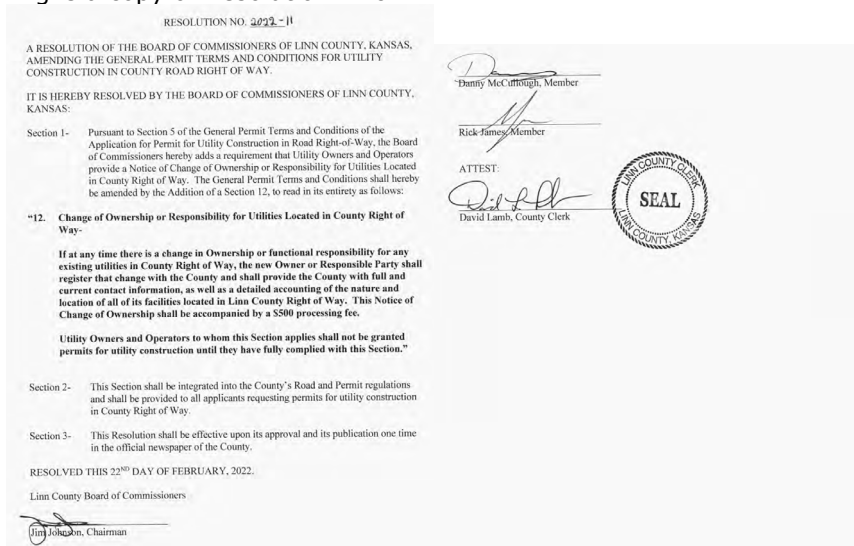 RESOLUTION NO. 2022-11
A RESOLUTION OF THE BOARD OF COMMISSIONERS OF LINN COUNTY, KANSAS,
AMENDING THE GENERAL PERMIT TERMS AND CONDITIONS FOR UTILITY
CONSTRUCTION IN COUNTY ROAD RIGHT OF WAY.
IT IS HEREBY RESOLVED BY THE BOARD OF COMMISSIONERS OF LINN COUNTY,
KANSAS:
Section 1- Pursuant to Section 5 of the General Permit Terms and Conditions of the
Application for Permit for Utility Construction in Road Right-of-Way, the Board
of Commissioners hereby adds a requirement that Utility Owners and Operators
provide a Notice of Change of Ownership or Responsibility for Utilities Located
in County Right of Way. The General Permit Terms and Conditions shall hereby
be amended by the Addition of a Section 12, to read in its entirety as follows:
"12. Change of Ownership or Responsibility for Utilities Located in County Right of
Way-
If at any time there is a change in Ownership or functional responsibility for any
existing utilities in County Right of Way, the new Owner or Responsible Party shall
register that change with the County and shall provide the County with full and
current contact information, as well as a detailed accounting of the nature and
location of all of its facilities located in Linn County Right of Way. This Notice of
Change of Ownership shall be accompanied by a $500 processing fee.
Utility Owners and Operators to whom this Section applies shall not be granted
permits for utility construction until they have fully complied with this Section."
Section 2- This Section shall be integrated into the County's Road and Permit regulations
and shall be provided to all applicants requesting permits for utility construction
in County Right of Way.
Section 3- This Resolution shall be effective upon its approval and its publication one time
in the official newspaper of the County.
RESOLVED THIS 22ND DAY OF FEBRUARY, 2022.
Linn County Board of Commissioners
Jim Johnson, Chairman
Danny McCullough, Member
Rick James, Member
ATTEST:
David Lamb, County Clerk
LINN COUNTY CLERK
SEAL
LINN COUNTY, KANSAS